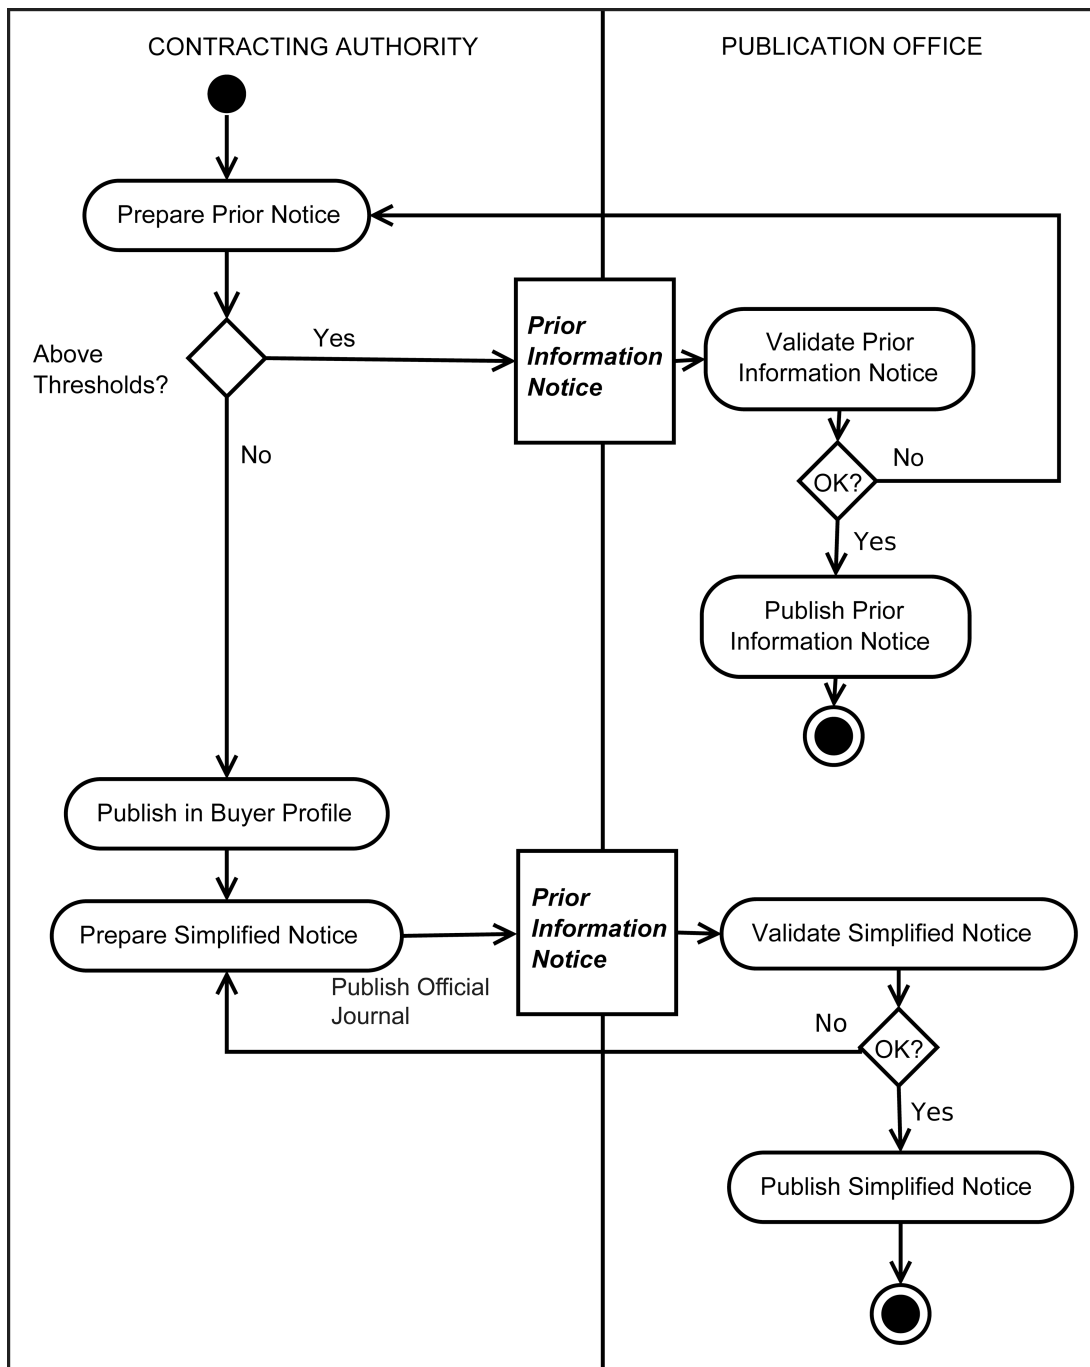 CONTRACTING AUTHORITY
PUBLICATION OFFICE
Prepare Prior Notice
Above
Thresholds?
Yes
No
Prior
Information
Notice
Validate Prior
Information Notice
OK?
No
Yes
Publish Prior
Information Notice
Publish in Buyer Profile
Prepare Simplified Notice
Publish Official
Journal
Prior
Information
Notice
Validate Simplified Notice
No
OK?
Yes
Publish Simplified Notice